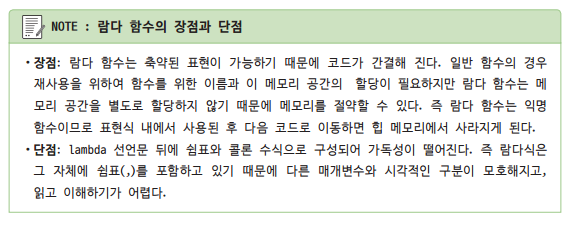 NOTE : 람다 함수의 장점과 단점
• 장점: 람다 함수는 축약된 표현이 가능하기 때문에 코드가 간결해 진다. 일반 함수의 경우
재사용을 위하여 함수를 위한 이름과 이 메모리 공간의 할당이 필요하지만 람다 함수는 메
모리 공간을 별도로 할당하지 않기 때문에 메모리를 절약할 수 있다. 즉 람다 함수는 익명
함수이므로 표현식 내에서 사용된 후 다음 코드로 이동하면 힙 메모리에서 사라지게 된다.
• 단점: lambda 선언문 뒤에 쉼표와 콜론 수식으로 구성되어 가독성이 떨어진다. 즉 람다식은
그 자체에 쉼표(,)를 포함하고 있기 때문에 다른 매개변수와 시각적인 구분이 모호해지고,
읽고 이해하기가 어렵다.